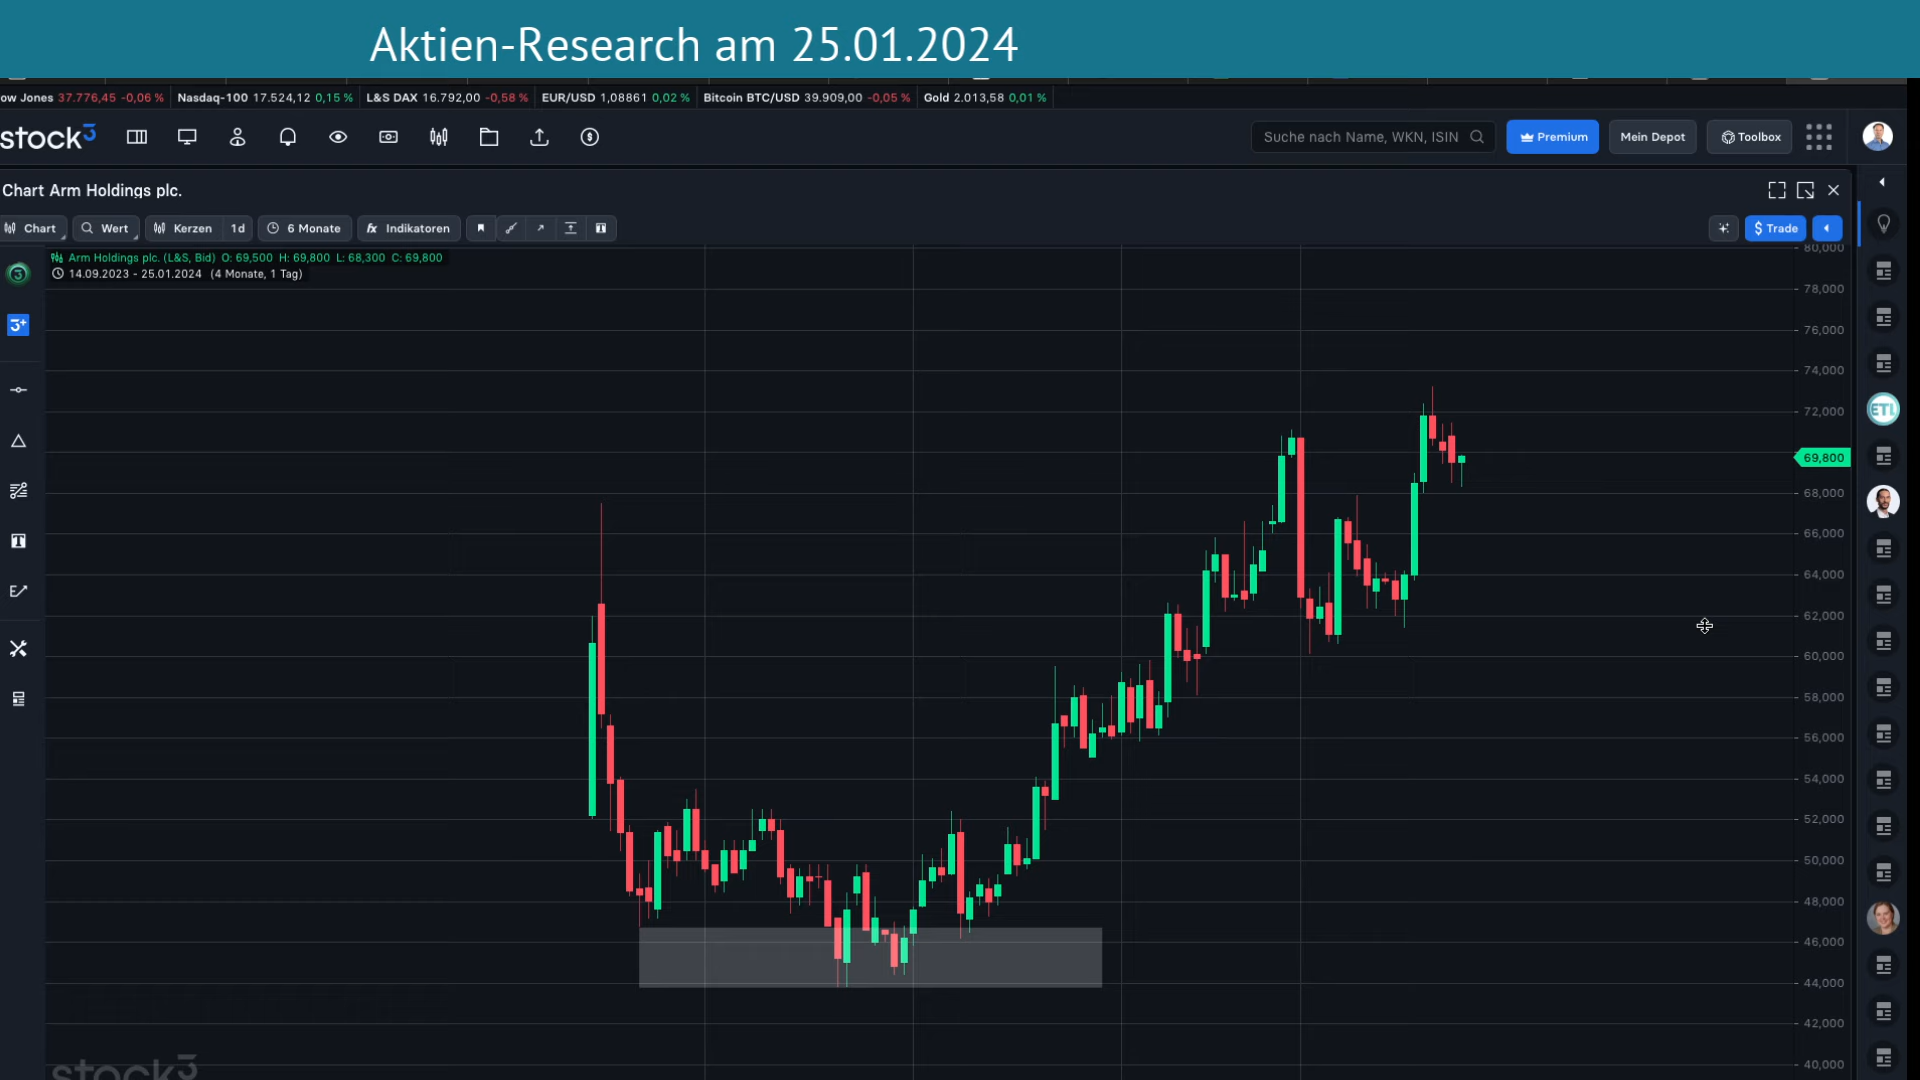 Aktien-Research am 25.01.2024
ow Jones 37.776,45 -0,06 % Nasdaq-100 17.524,12 0,15 % L&S DAX 16.792,00 -0,58 % EUR/USD 1,08861 0,02 % Bitcoin BTC/USD 39.909,00 -0,05 % Gold 2.013,58 0,01 %
stock3 Suche nach Name, WKN, ISIN Premium Mein Depot Toolbox
Chart Arm Holdings plc.
Chart Wert Kerzen 1d 6 Monate fx Indikatoren $ Trade
Arm Holdings plc. (L&S, Bid) O: 69,500 H: 69,800 L: 68,300 C: 69,800
14.09.2023 - 25.01.2024 (4 Monate, 1 Tag)
80,000
78,000
76,000
74,000
72,000
69,800
68,000
66,000
64,000
62,000
60,000
58,000
56,000
54,000
52,000
50,000
48,000
46,000
44,000
42,000
40,000
ETL
stock3